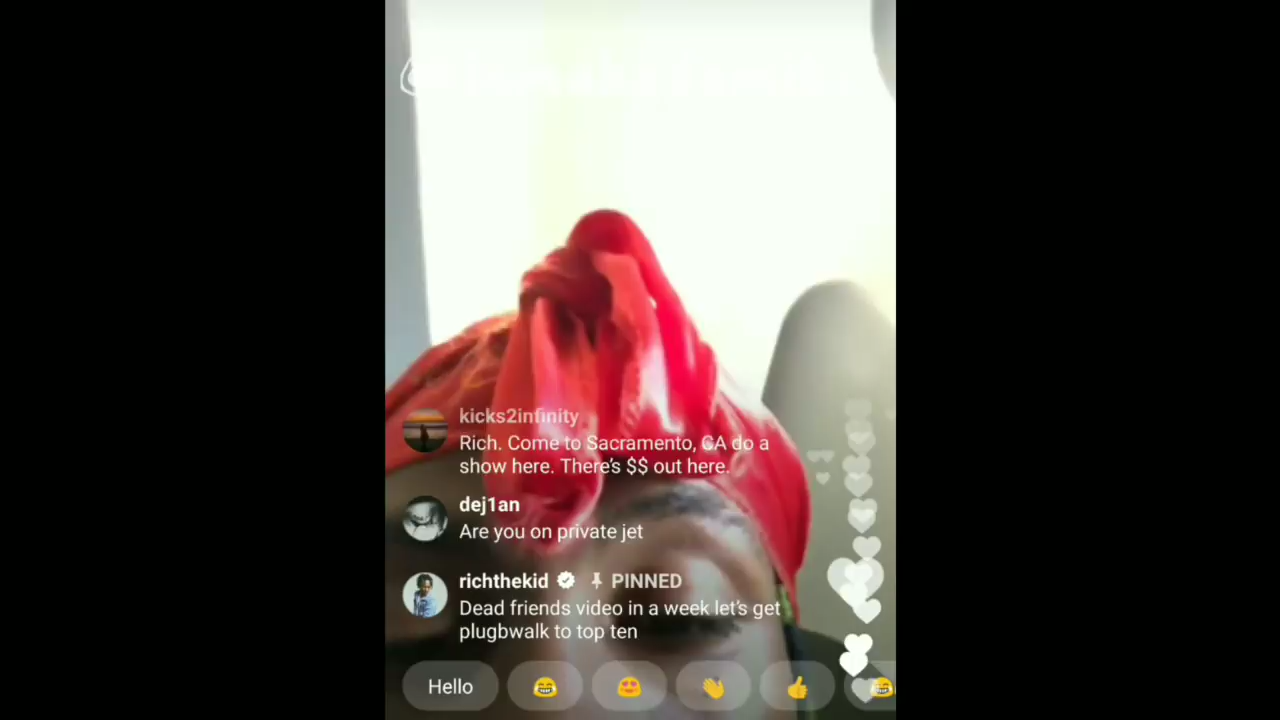 kicks2infinity
Rich. Come to Sacramento, CA do a
show here. There's $$ out here.
dej1an
Are you on private jet
richthekid PINNED
Dead friends video in a week let's get
plugbwalk to top ten
Hello